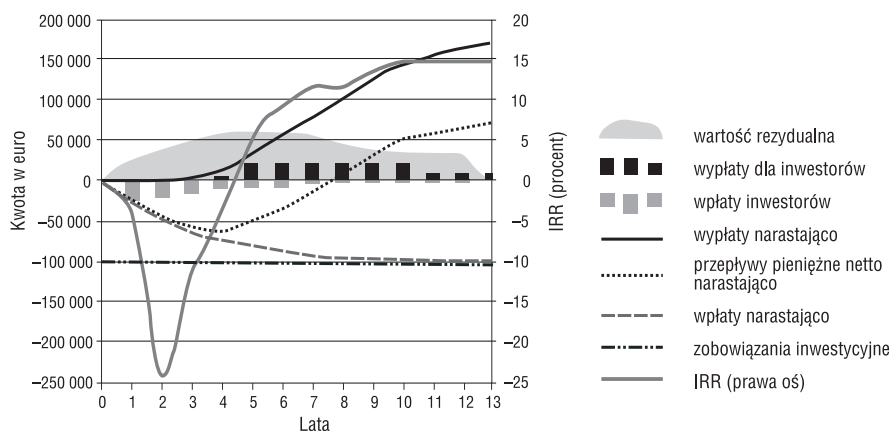 Kwota w euro
200 000
150 000
100 000
50 000
0
–50 000
–100 000
–150 000
–200 000
–250 000
0 1 2 3 4 5 6 7 8 9 10 11 12 13
Lata
20
15
10
5
0
–5
–10
–15
–20
–25
IRR (procent)
wartość rezydualna
wypłaty dla inwestorów
wpłaty inwestorów
wypłaty narastająco
przepływy pieniężne netto
narastająco
wpłaty narastająco
zobowiązania inwestycyjne
IRR (prawa oś)